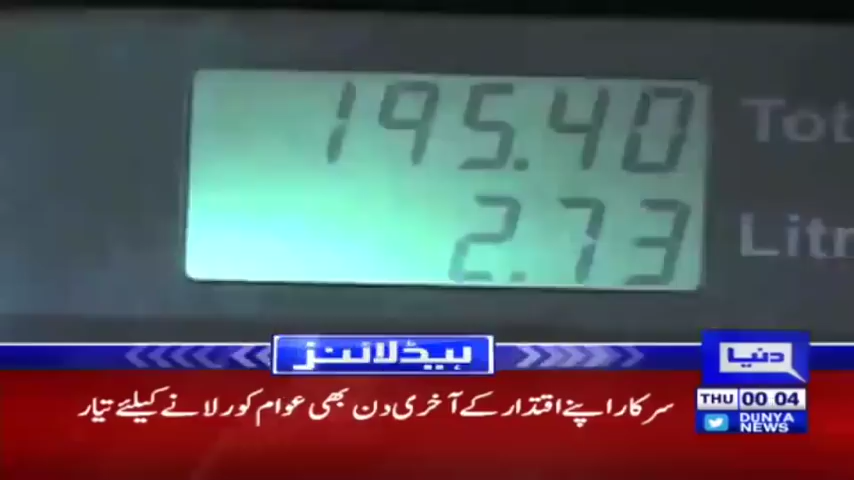 195.40
Tot
2.73
Litr
ہیڈلائنز
دنیا
سرکار اپنے اقتدار کے آخری دن بھی عوام کو رلانے کیلئے تیار
THU 00 04
DUNYA
NEWS